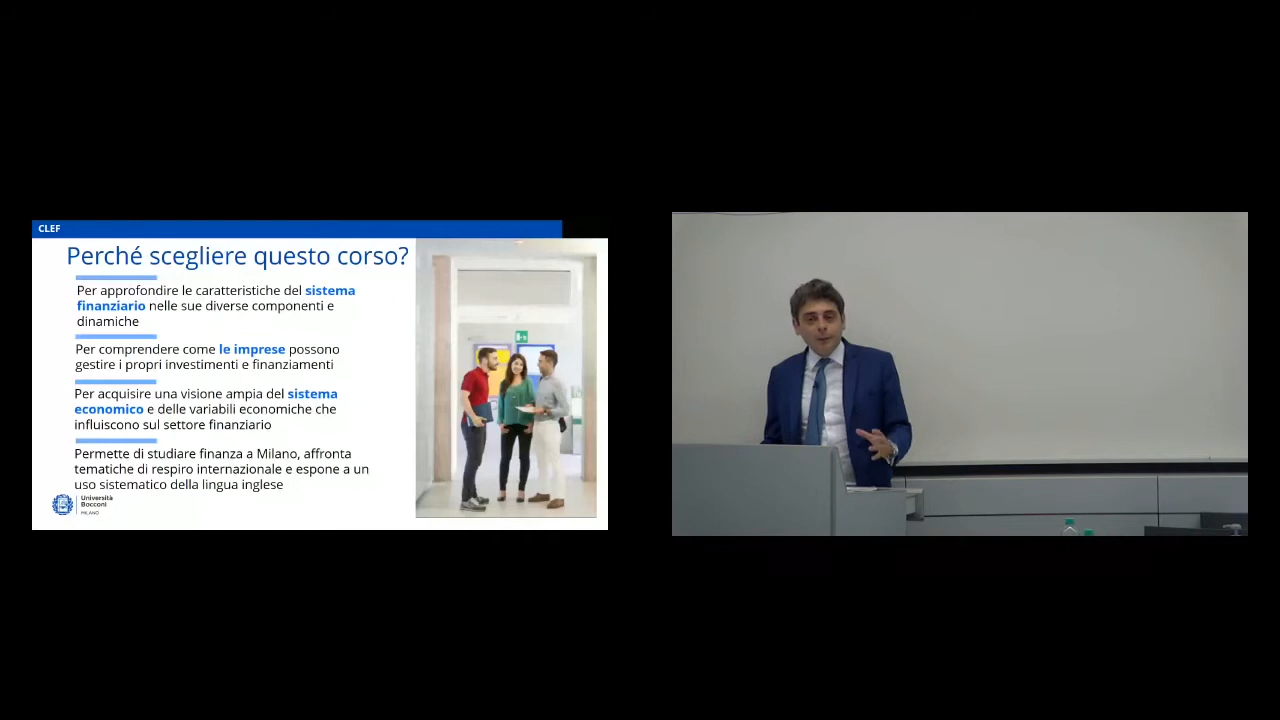 CLEF
Perché scegliere questo corso?
Per approfondire le caratteristiche del sistema
finanziario nelle sue diverse componenti e
dinamiche
Per comprendere come le imprese possono
gestire i propri investimenti e finanziamenti
Per acquisire una visione ampia del sistema
economico e delle variabili economiche che
influiscono sul settore finanziario
Permette di studiare finanza a Milano, affronta
tematiche di respiro internazionale e espone a un
uso sistematico della lingua inglese
Università
Bocconi
MILANO